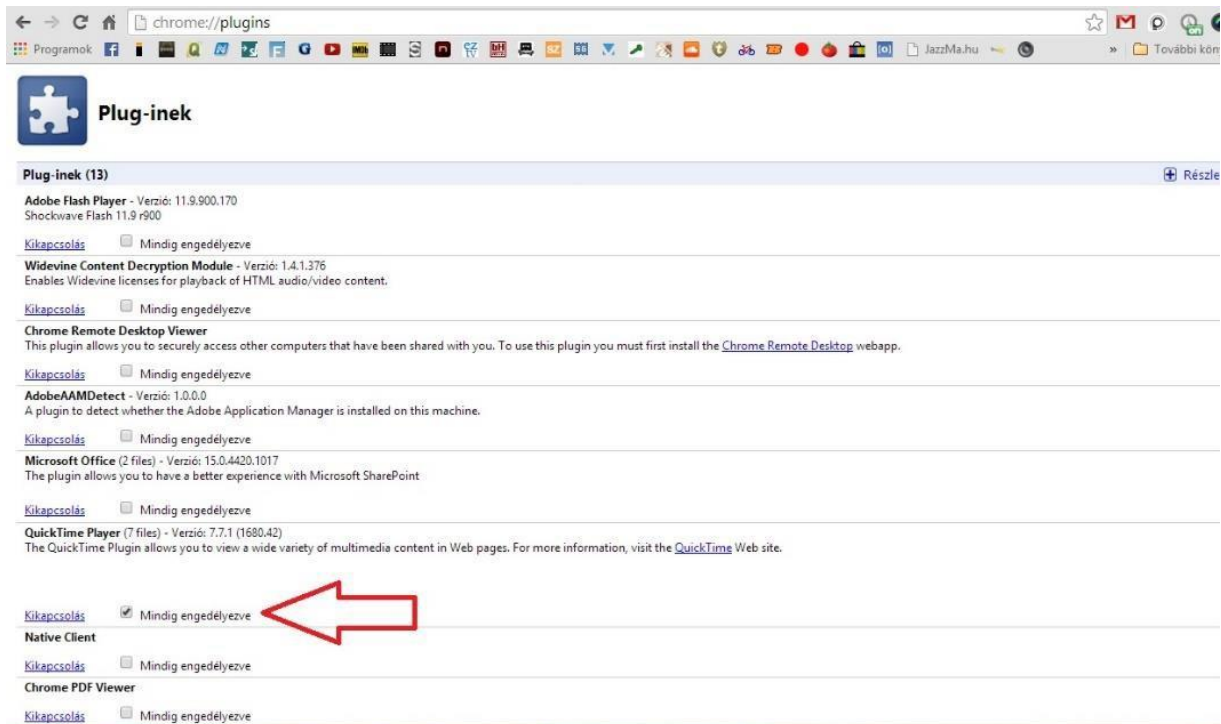 chrome://plugins
Programok JazzMa.hu » További kön
Plug-inek
Plug-inek (13) Részle
Adobe Flash Player - Verzió: 11.9.900.170
Shockwave Flash 11.9 r900
Kikapcsolás Mindig engedélyezve
Widevine Content Decryption Module - Verzió: 1.4.1.376
Enables Widevine licenses for playback of HTML audio/video content.
Kikapcsolás Mindig engedélyezve
Chrome Remote Desktop Viewer
This plugin allows you to securely access other computers that have been shared with you. To use this plugin you must first install the Chrome Remote Desktop webapp.
Kikapcsolás Mindig engedélyezve
AdobeAAMDetect - Verzió: 1.0.0.0
A plugin to detect whether the Adobe Application Manager is installed on this machine.
Kikapcsolás Mindig engedélyezve
Microsoft Office (2 files) - Verzió: 15.0.4420.1017
The plugin allows you to have a better experience with Microsoft SharePoint
Kikapcsolás Mindig engedélyezve
QuickTime Player (7 files) - Verzió: 7.7.1 (1680.42)
The QuickTime Plugin allows you to view a wide variety of multimedia content in Web pages. For more information, visit the QuickTime Web site.
Kikapcsolás Mindig engedélyezve
Native Client
Kikapcsolás Mindig engedélyezve
Chrome PDF Viewer
Kikapcsolás Mindig engedélyezve